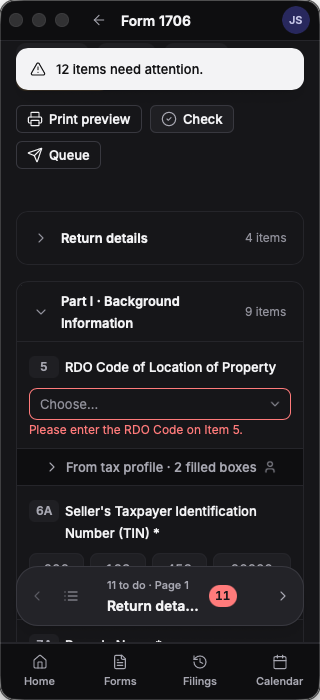 Form 1706
JS
12 items need attention.
Print preview
Check
Queue
Return details
4 items
Part I · Background
Information
9 items
5
RDO Code of Location of Property
Choose...
Please enter the RDO Code on Item 5.
From tax profile · 2 filled boxes
6A
Seller's Taxpayer Identification
Number (TIN) *
11 to do · Page 1
Return deta...
11
Home
Forms
Filings
Calendar